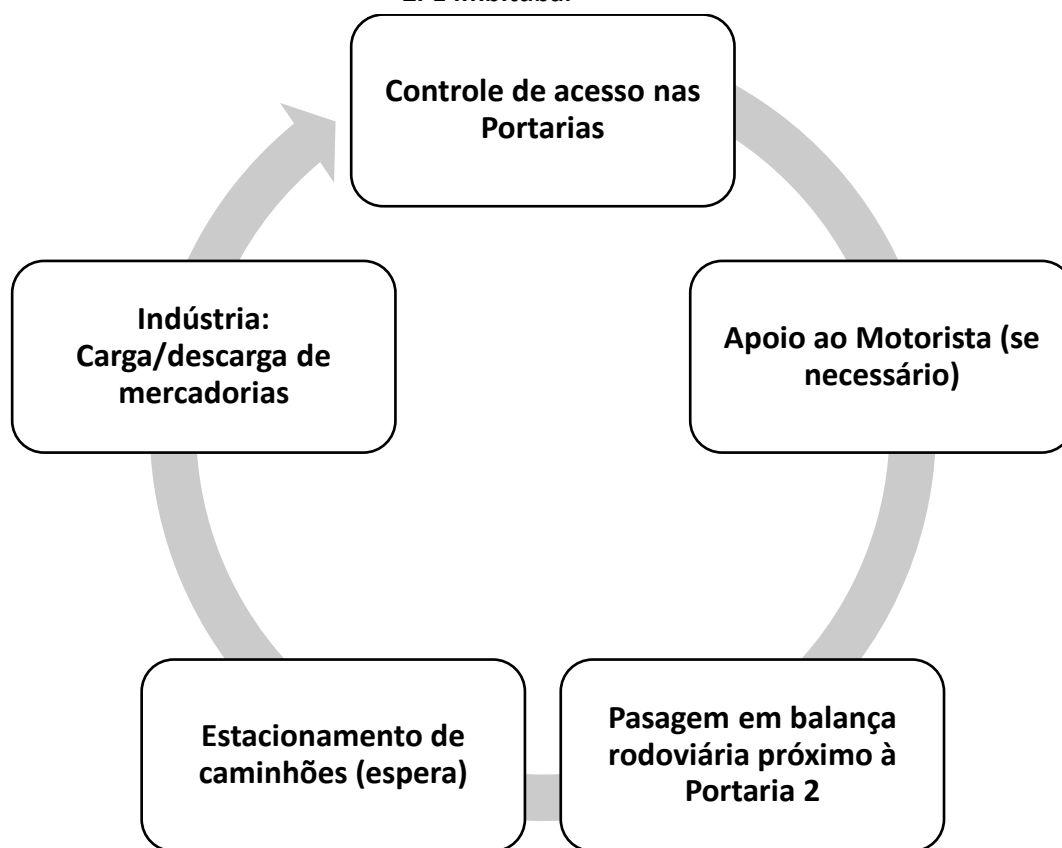 Controle de acesso nas
Portarias
Apoio ao Motorista (se
necessário)
Pasagem em balança
rodoviária próximo à
Portaria 2
Estacionamento de
caminhões (espera)
Indústria:
Carga/descarga de
mercadorias